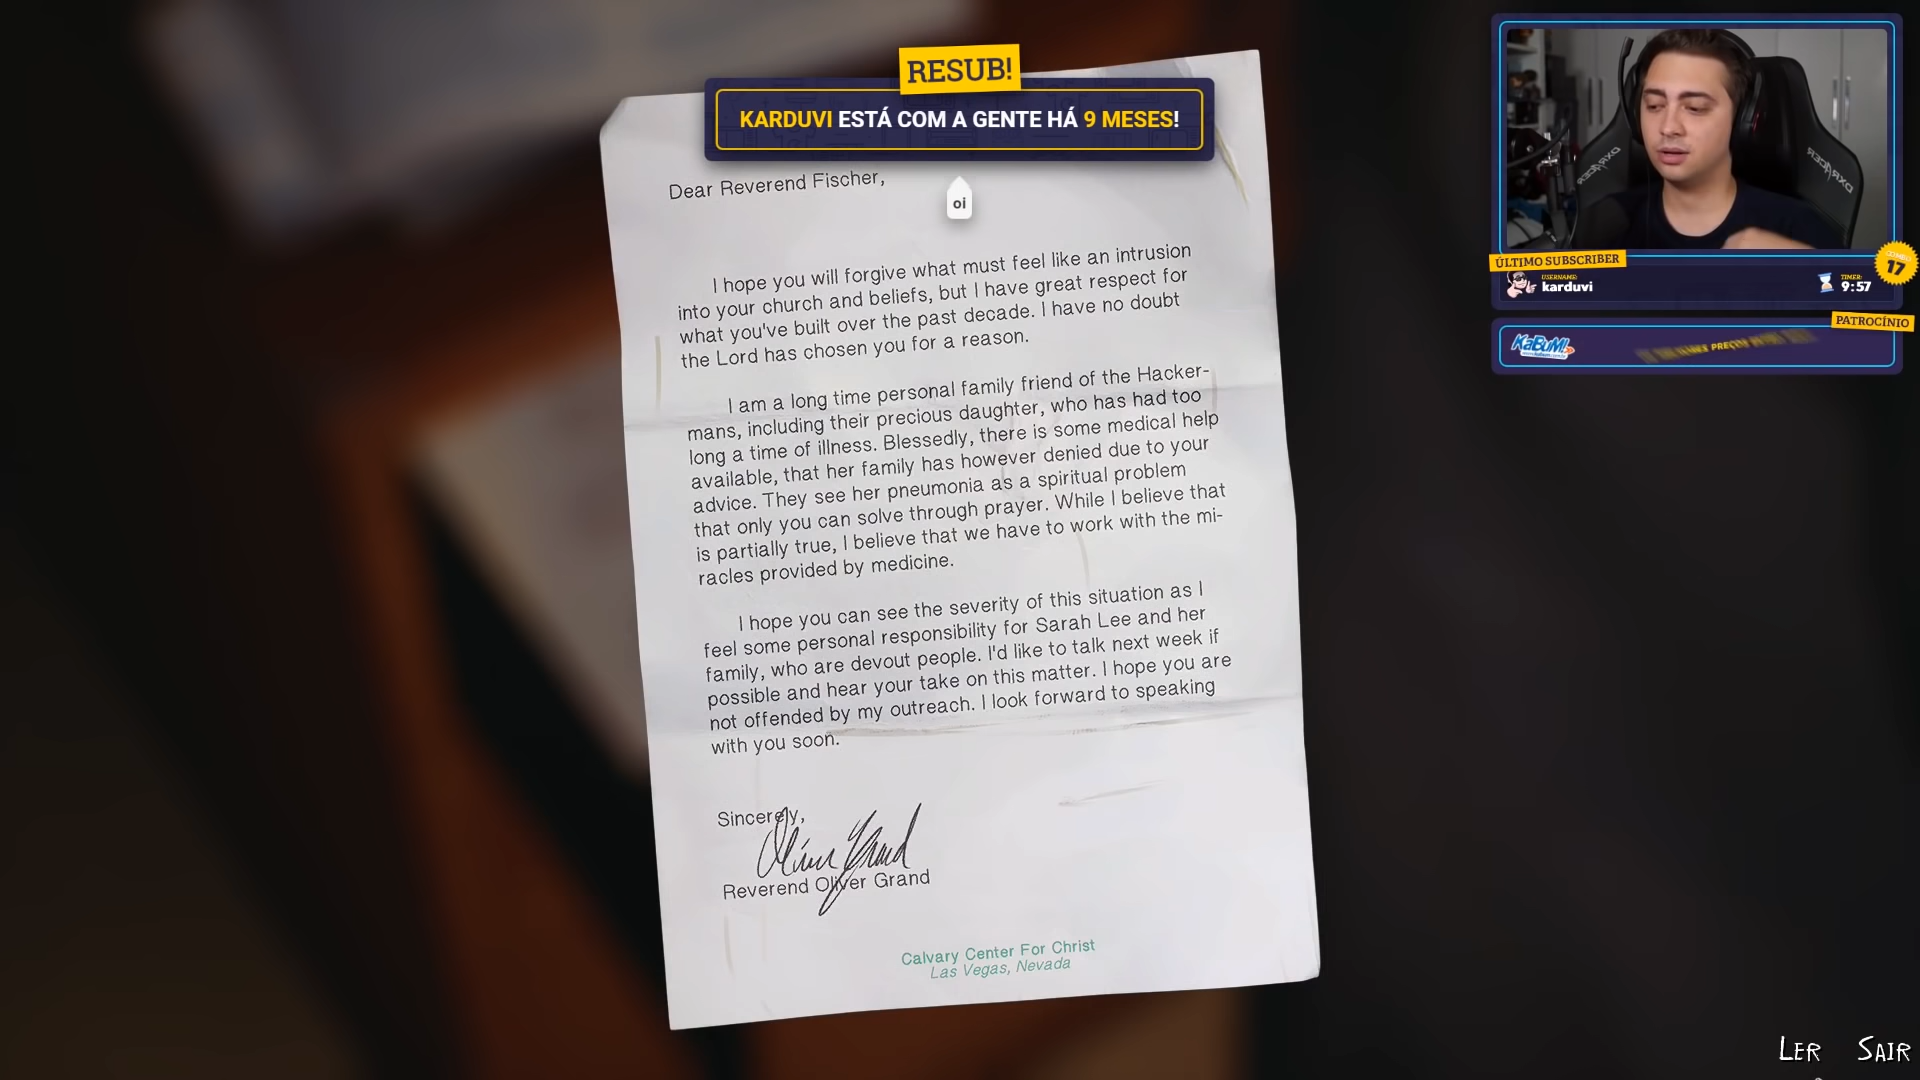 RESUB!
KARDUVI ESTÁ COM A GENTE HÁ 9 MESES!
oi
Dear Reverend Fischer,
I hope you will forgive what must feel like an intrusion
into your church and beliefs, but I have great respect for
what you've built over the past decade. I have no doubt
the Lord has chosen you for a reason.
I am a long time personal family friend of the Hacker-
mans, including their precious daughter, who has had too
long a time of illness. Blessedly, there is some medical help
available, that her family has however denied due to your
advice. They see her pneumonia as a spiritual problem
that only you can solve through prayer. While I believe that
is partially true, I believe that we have to work with the mi-
racles provided by medicine.
I hope you can see the severity of this situation as I
feel some personal responsibility for Sarah Lee and her
family, who are devout people. I'd like to talk next week if
possible and hear your take on this matter. I hope you are
not offended by my outreach. I look forward to speaking
with you soon.
Sincerely,
Oliver Grand
Reverend Oliver Grand
Calvary Center For Christ
Las Vegas, Nevada
DXRACER
DXRACER
ÚLTIMO SUBSCRIBER
COMBO
17
USERNAME:
karduvi
TIMER:
9:57
PATROCÍNIO
KaBuM!
PREÇOS
LER SAIR